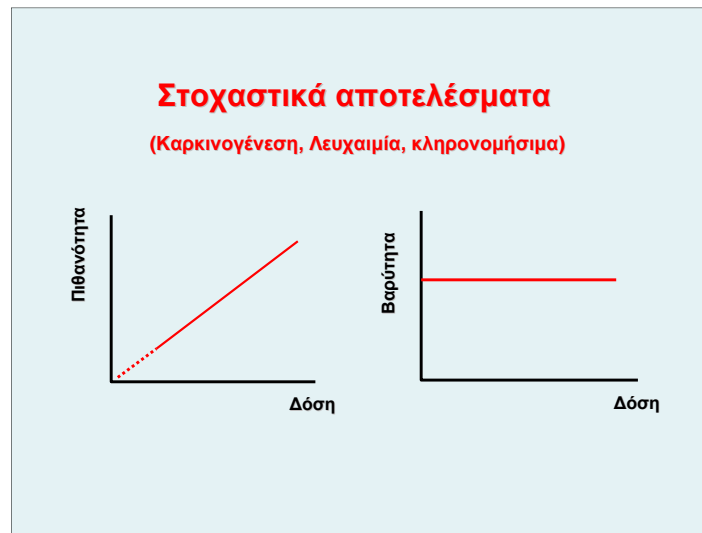 Στοχαστικά αποτελέσματα
(Καρκινογένεση, Λευχαιμία, κληρονομήσιμα)
Πιθανότητα
Δόση
Βαρύτητα
Δόση